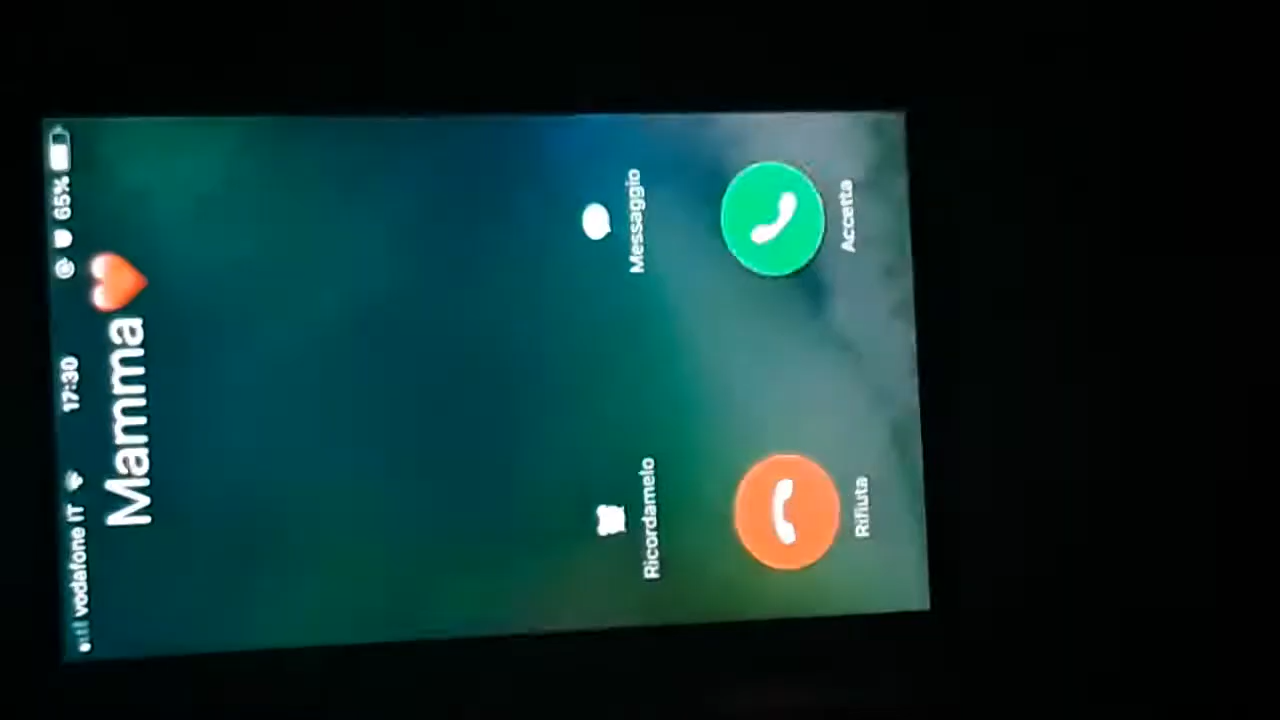 vodafone IT 17:30 65%
Mamma❤️
Ricordamelo Messaggio
Rifiuta Accetta